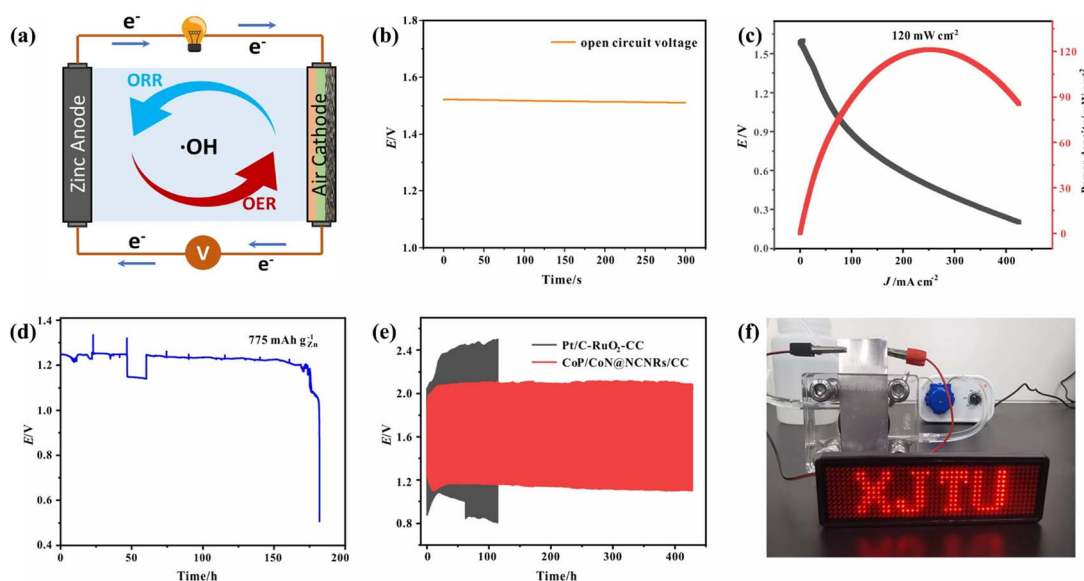 (a)
e⁻
e⁻
ORR
Zinc Anode
·OH
Air Cathode
OER
e⁻
V
e⁻
(b)
open circuit voltage
1.8
1.6
1.4
1.2
1.0
E/V
0
50
100
150
200
250
300
Time/s
(c)
120 mW cm⁻²
1.5
1.2
0.9
0.6
0.3
0.0
E/V
120
90
60
30
0
0
100
200
300
400
J/mA cm⁻²
(d)
775 mAh g⁻¹Zn
1.4
1.2
1.0
0.8
0.6
0.4
E/V
0
50
100
150
200
Time/h
(e)
Pt/C-RuO₂-CC
CoP/CoN@NCNRs/CC
2.4
2.0
1.6
1.2
0.8
E/V
0
100
200
300
400
Time/h
(f)
XJTU